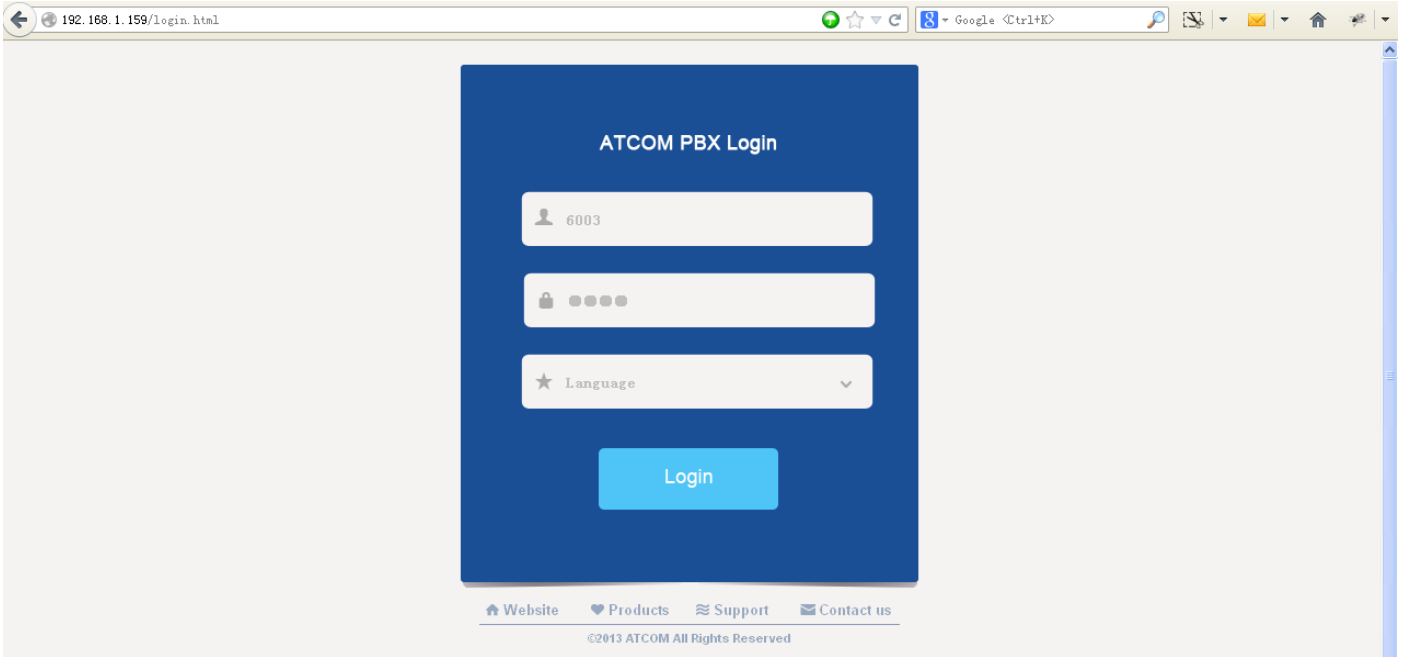 192.168.1.159/login.html
Google <Ctrl+K>
ATCOM PBX Login
6003
Language
Login
Website Products Support Contact us
©2013 ATCOM All Rights Reserved